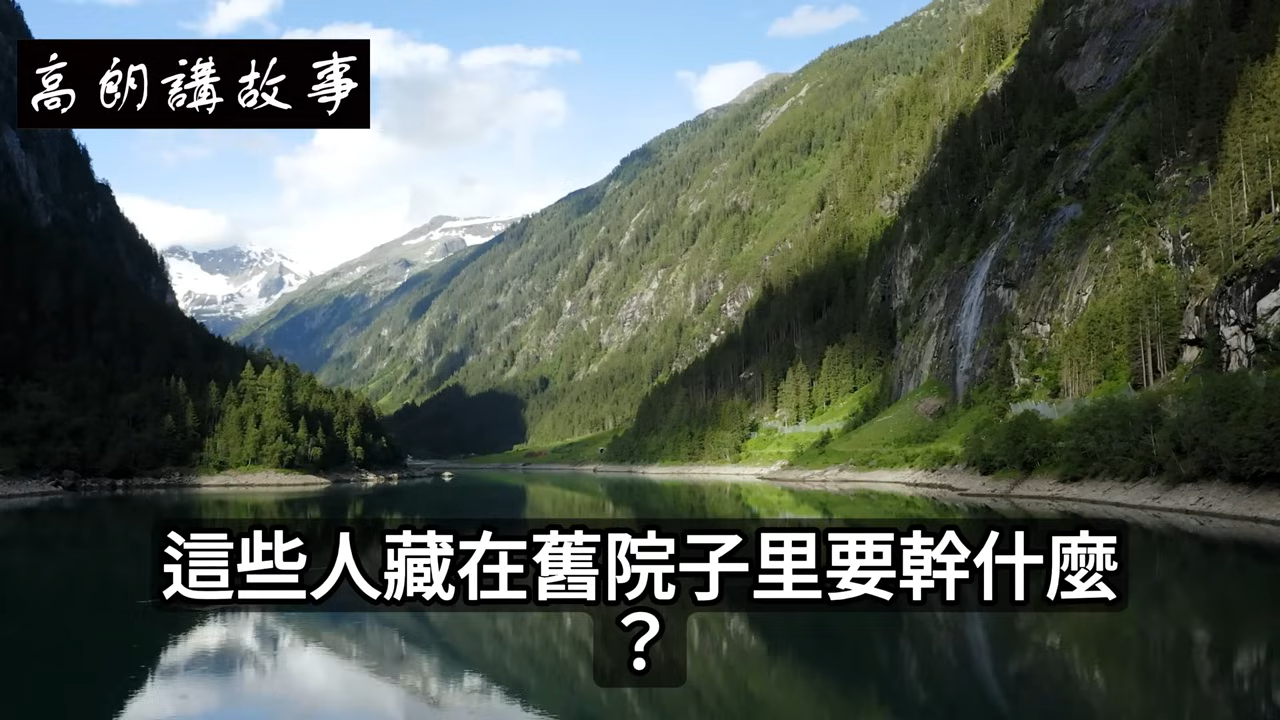 高朗講故事
這些人藏在舊院子里要幹什麼
？